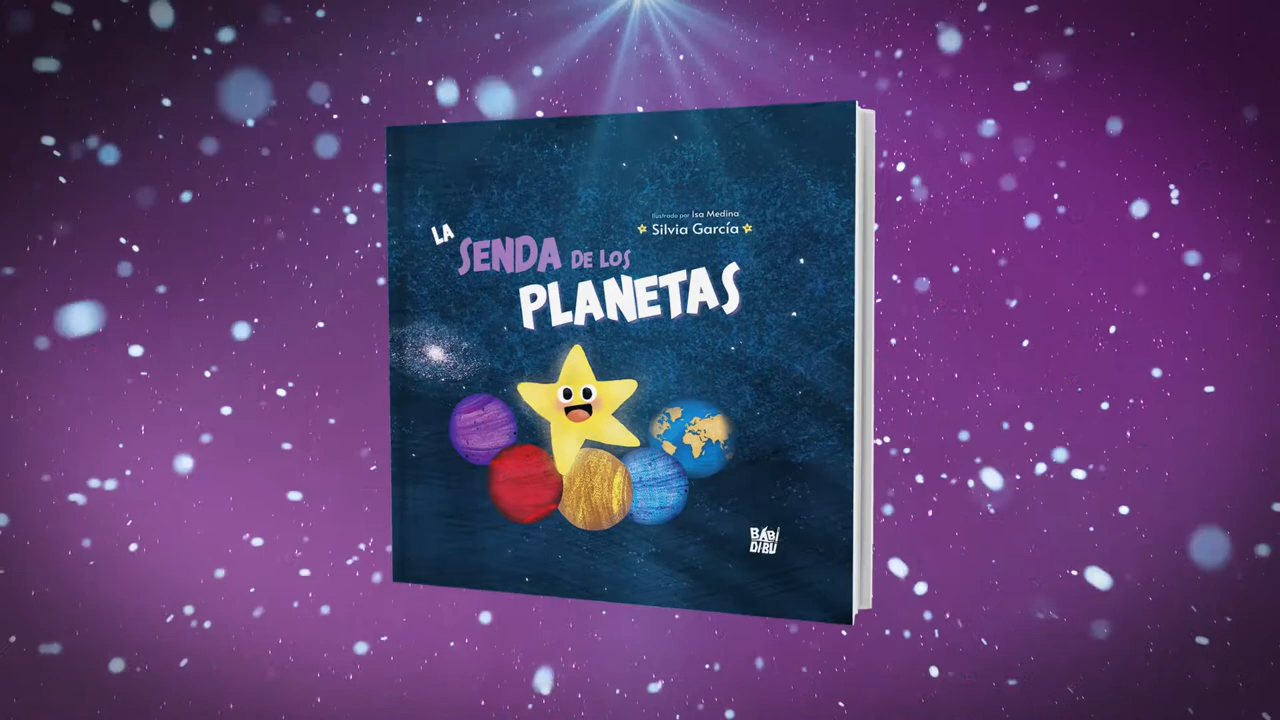 Ilustrado por Isa Medina
Silvia García
LA
SENDA DE LOS
PLANETAS
BABI
DIBU